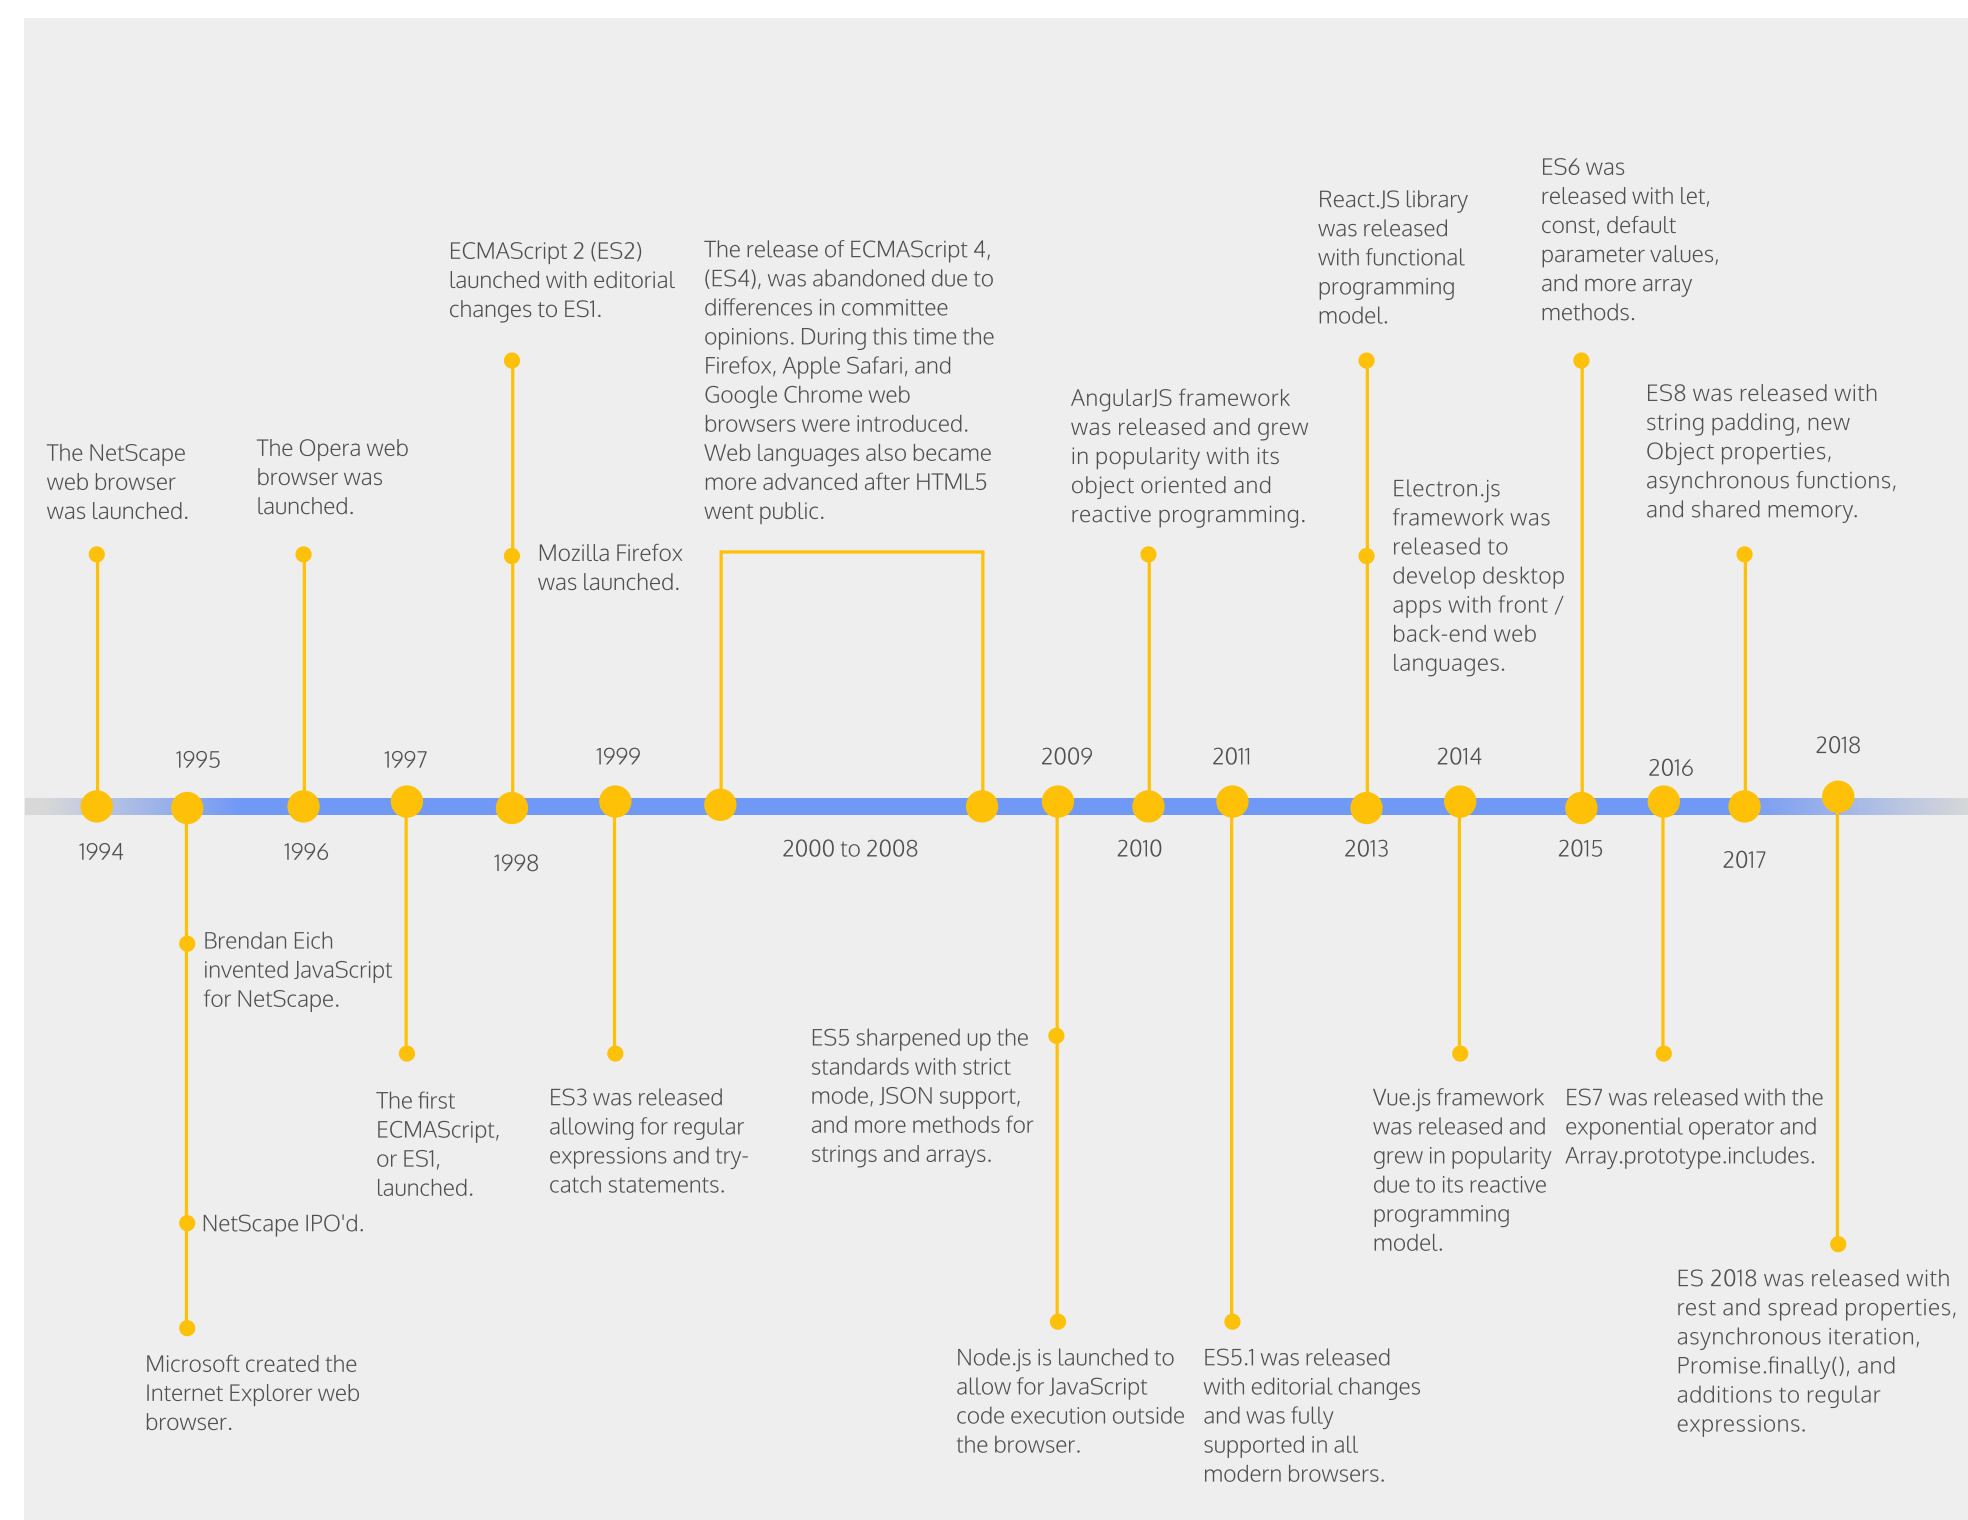 ES6 was
released with let,
const, default
parameter values,
and more array
methods.
React.JS library
was released
with functional
programming
model.
ECMAScript 2 (ES2)
launched with editorial
changes to ES1.
The release of ECMAScript 4,
(ES4), was abandoned due to
differences in committee
opinions. During this time the
Firefox, Apple Safari, and
Google Chrome web
browsers were introduced.
Web languages also became
more advanced after HTML5
went public.
AngularJS framework
was released and grew
in popularity with its
object oriented and
reactive programming.
ES8 was released with
string padding, new
Object properties,
asynchronous functions,
and shared memory.
The NetScape
web browser
was launched.
The Opera web
browser was
launched.
Mozilla Firefox
was launched.
Electron.js
framework was
released to
develop desktop
apps with front /
back-end web
languages.
1995
1997
1999
2009
2011
2014
2016
2018
1994
1996
1998
2000 to 2008
2010
2013
2015
2017
Brendan Eich
invented JavaScript
for NetScape.
NetScape IPO'd.
Microsoft created the
Internet Explorer web
browser.
The first
ECMAScript,
or ES1,
launched.
ES3 was released
allowing for regular
expressions and try-
catch statements.
ES5 sharpened up the
standards with strict
mode, JSON support,
and more methods for
strings and arrays.
Node.js is launched to
allow for JavaScript
code execution outside
the browser.
ES5.1 was released
with editorial changes
and was fully
supported in all
modern browsers.
Vue.js framework
was released and
grew in popularity
due to its reactive
programming
model.
ES7 was released with the
exponential operator and
Array.prototype.includes.
ES 2018 was released with
rest and spread properties,
asynchronous iteration,
Promise.finally(), and
additions to regular
expressions.